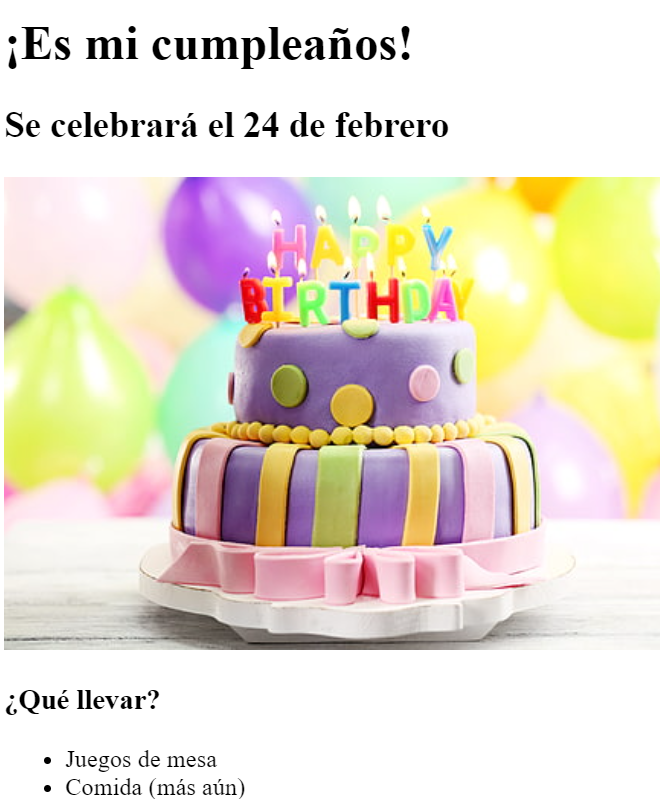 ¡Es mi cumpleaños!
Se celebrará el 24 de febrero
HAPPY
BIRTHDAY
¿Qué llevar?
Juegos de mesa
Comida (más aún)